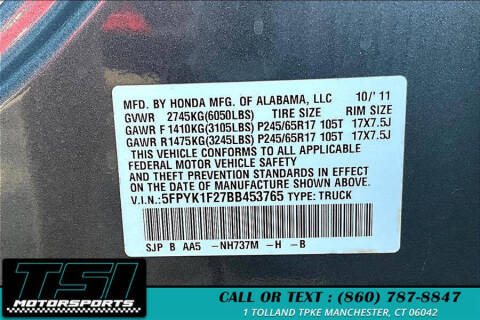 MFD. BY HONDA MFG. OF ALABAMA, LLC 10/'11
GVWR 2745KG(6050LBS) TIRE SIZE RIM SIZE
GAWR F 1410KG(3105LBS) P245/65R17 105T 17X7.5J
GAWR R1475KG(3245LBS) P245/65R17 105T 17X7.5J
THIS VEHICLE CONFORMS TO ALL APPLICABLE
FEDERAL MOTOR VEHICLE SAFETY
AND THEFT PREVENTION STANDARDS IN EFFECT
ON THE DATE OF MANUFACTURE SHOWN ABOVE.
V.I.N.:5FPYK1F27BB453765 TYPE:TRUCK
SJP B AA5 -NH737M -H -B
TSI
MOTORSPORTS
CALL OR TEXT : (860) 787-8847
1 TOLLAND TPKE MANCHESTER, CT 06042